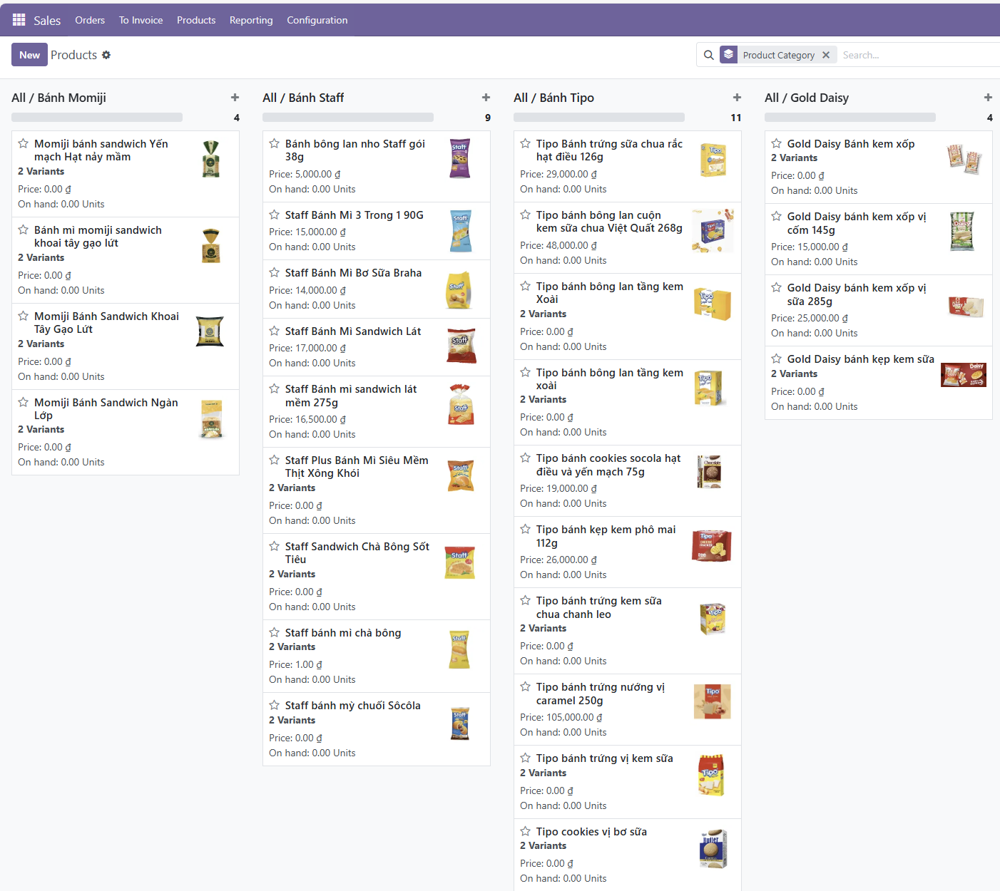 Sales Orders To Invoice Products Reporting Configuration
New Products Product Category Search...
All / Bánh Momiji
4
Momiji bánh sandwich Yến
mạch Hạt nảy mầm
2 Variants
Price: 0.00 ₫
On hand: 0.00 Units
Bánh mì momiji sandwich
khoai tây gạo lứt
2 Variants
Price: 0.00 ₫
On hand: 0.00 Units
Momiji Bánh Sandwich Khoai
Tây Gạo Lứt
2 Variants
Price: 0.00 ₫
On hand: 0.00 Units
Momiji Bánh Sandwich Ngàn
Lớp
2 Variants
Price: 0.00 ₫
On hand: 0.00 Units
All / Bánh Staff
9
Bánh bông lan nho Staff gói
38g
Price: 5,000.00 ₫
On hand: 0.00 Units
Staff
Staff Bánh Mì 3 Trong 1 90G
Price: 15,000.00 ₫
On hand: 0.00 Units
Staff
Staff Bánh Mì Bơ Sữa Braha
Price: 14,000.00 ₫
On hand: 0.00 Units
Staff
Staff Bánh Mì Sandwich Lát
Price: 17,000.00 ₫
On hand: 0.00 Units
Staff
Staff Bánh mì sandwich lát
mềm 275g
Price: 16,500.00 ₫
On hand: 0.00 Units
Staff
Staff Plus Bánh Mì Siêu Mềm
Thịt Xông Khói
2 Variants
Price: 0.00 ₫
On hand: 0.00 Units
Staff
Staff Sandwich Chà Bông Sốt
Tiêu
2 Variants
Price: 0.00 ₫
On hand: 0.00 Units
Staff
Staff bánh mì chà bông
2 Variants
Price: 1.00 ₫
On hand: 0.00 Units
Staff
Staff bánh mỳ chuối Sôcôla
2 Variants
Price: 0.00 ₫
On hand: 0.00 Units
Staff
All / Bánh Tipo
11
Tipo Bánh trứng sữa chua rắc
hạt điều 126g
Price: 29,000.00 ₫
On hand: 0.00 Units
Tipo
Tipo bánh bông lan cuộn
kem sữa chua Việt Quất 268g
Price: 48,000.00 ₫
On hand: 0.00 Units
Tipo
Tipo bánh bông lan tầng kem
Xoài
2 Variants
Price: 0.00 ₫
On hand: 0.00 Units
Tipo
Tipo bánh bông lan tầng kem
xoài
2 Variants
Price: 0.00 ₫
On hand: 0.00 Units
Tipo
Tipo bánh cookies socola hạt
điều và yến mạch 75g
Price: 19,000.00 ₫
On hand: 0.00 Units
Chocolate
Tipo bánh kẹp kem phô mai
112g
Price: 26,000.00 ₫
On hand: 0.00 Units
Tipo
CHEESE
CRACKER
Tipo bánh trứng kem sữa
chua chanh leo
2 Variants
Price: 0.00 ₫
On hand: 0.00 Units
Tipo
Tipo bánh trứng nướng vị
caramel 250g
Price: 105,000.00 ₫
On hand: 0.00 Units
Tipo
Tipo bánh trứng vị kem sữa
2 Variants
Price: 0.00 ₫
On hand: 0.00 Units
Tipo
Tipo cookies vị bơ sữa
2 Variants
Price: 0.00 ₫
On hand: 0.00 Units
Butter
All / Gold Daisy
4
Gold Daisy Bánh kem xốp
2 Variants
Price: 0.00 ₫
On hand: 0.00 Units
Gold Daisy bánh kem xốp vị
cốm 145g
Price: 15,000.00 ₫
On hand: 0.00 Units
Daisy
Gold Daisy bánh kem xốp vị
sữa 285g
Price: 25,000.00 ₫
On hand: 0.00 Units
Daisy
Gold Daisy bánh kẹp kem sữa
2 Variants
Price: 0.00 ₫
On hand: 0.00 Units
Daisy